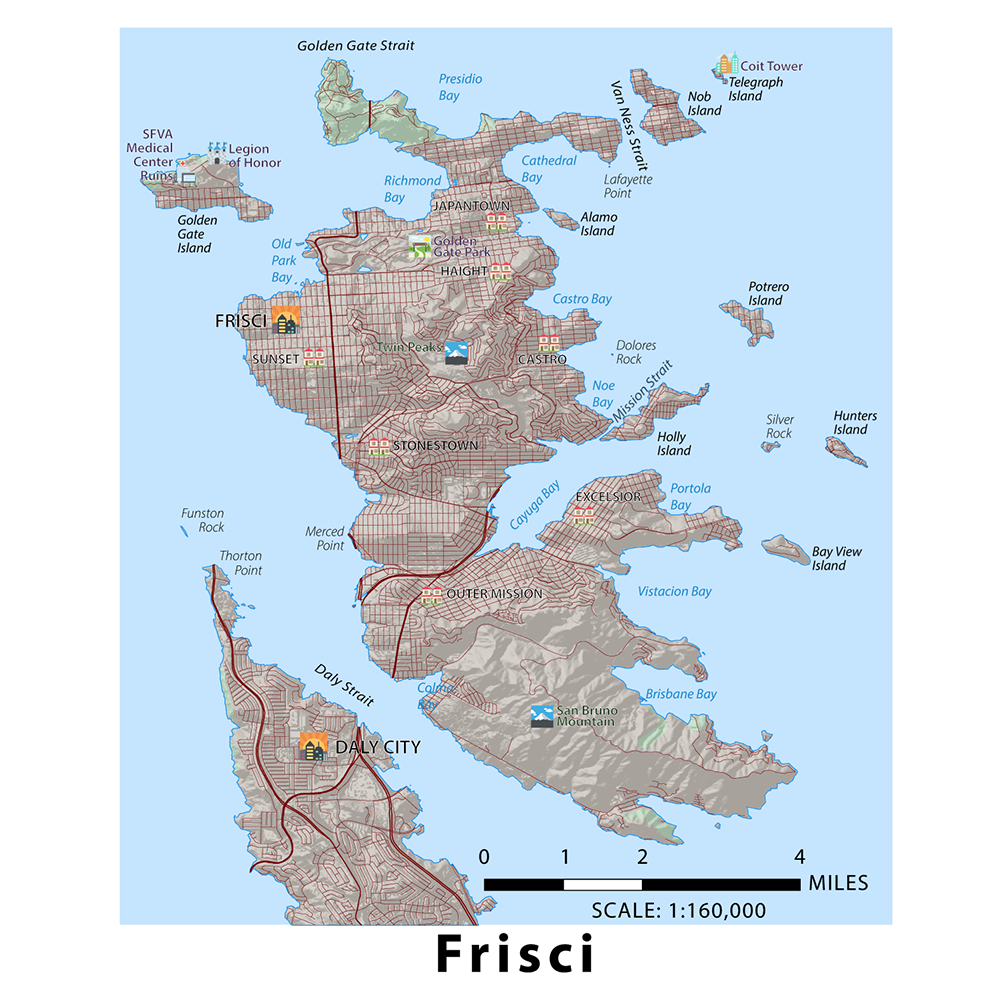 Golden Gate Strait
Presidio
Bay
Coit Tower
Telegraph
Island
Nob
Island
Van Ness Strait
SFVA
Medical
Center
Ruins
Legion
of Honor
Cathedral
Bay
Richmond
Bay
Lafayette
Point
JAPANTOWN
Golden
Gate
Island
Alamo
Island
Old
Park
Bay
Golden
Gate Park
HAIGHT
Potrero
Island
Castro Bay
FRISCI
SUNSET
Twin Peaks
CASTRO
Dolores
Rock
Noe
Bay
Mission Strait
Silver
Rock
Hunters
Island
Holly
Island
STONESTOWN
Cayuga Bay
EXCELSIOR
Portola
Bay
Funston
Rock
Merced
Point
Thorton
Point
Bay View
Island
OUTER MISSION
Vistacion Bay
Daly Strait
Colma
Bay
Brisbane Bay
San Bruno
Mountain
DALY CITY
0 1 2 4
MILES
SCALE: 1:160,000
Frisci